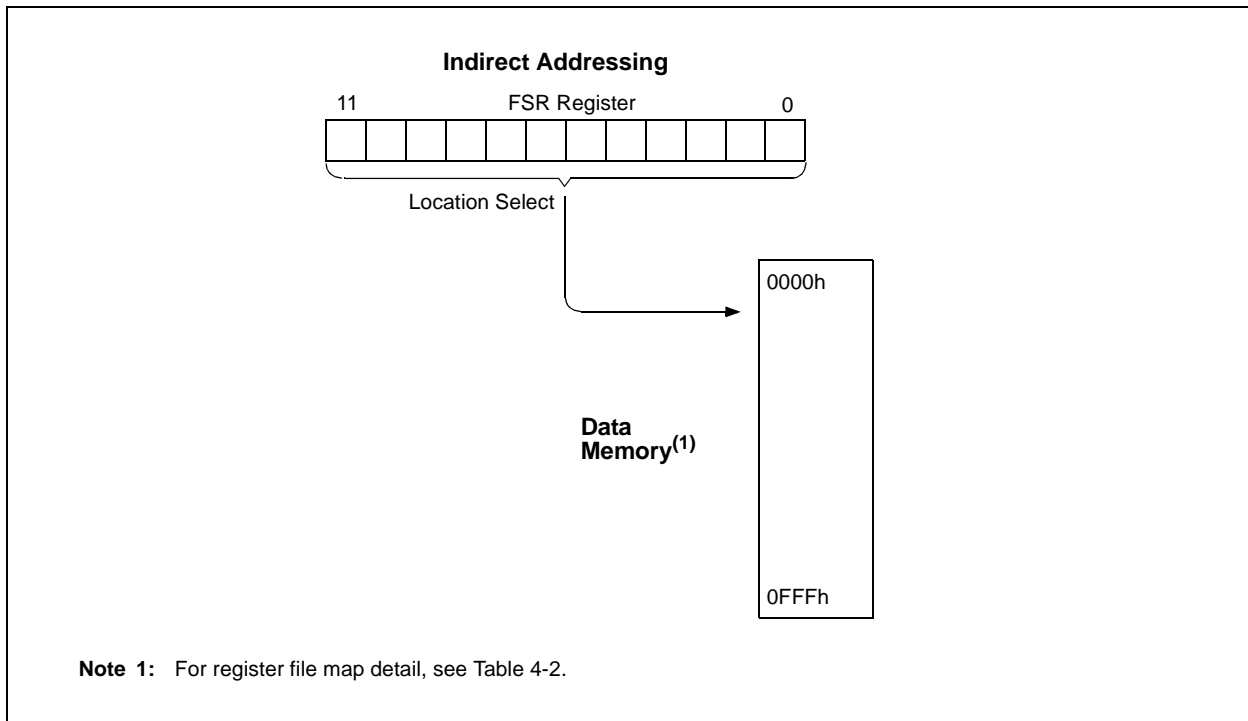 Indirect Addressing
11 FSR Register 0
Location Select
0000h
Data
Memory(1)
0FFFh
Note 1: For register file map detail, see Table 4-2.